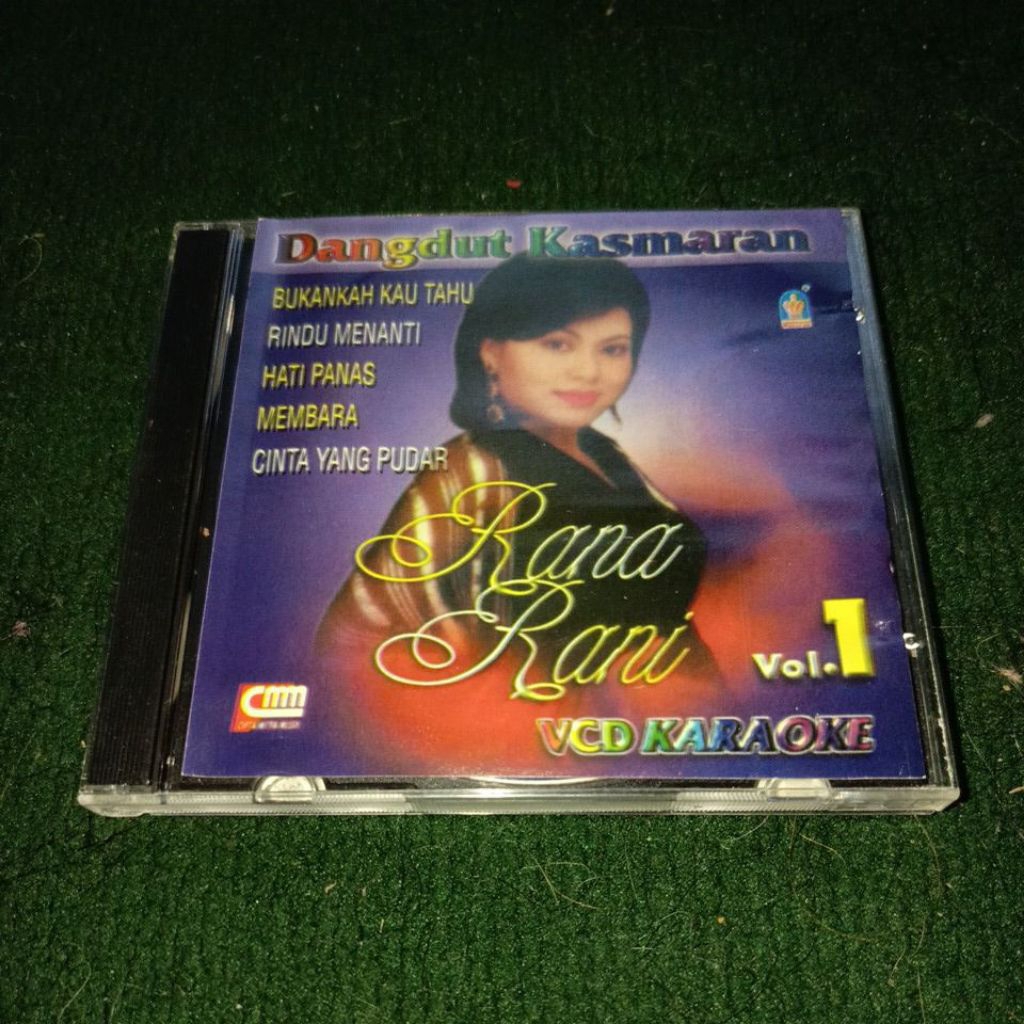 Dangdut Kasmaran
BUKANKAH KAU TAHU
RINDU MENANTI
HATI PANAS
MEMBARA
CINTA YANG PUDAR
Rana
Rani
Vol.1
cmm
VCD KARAOKE